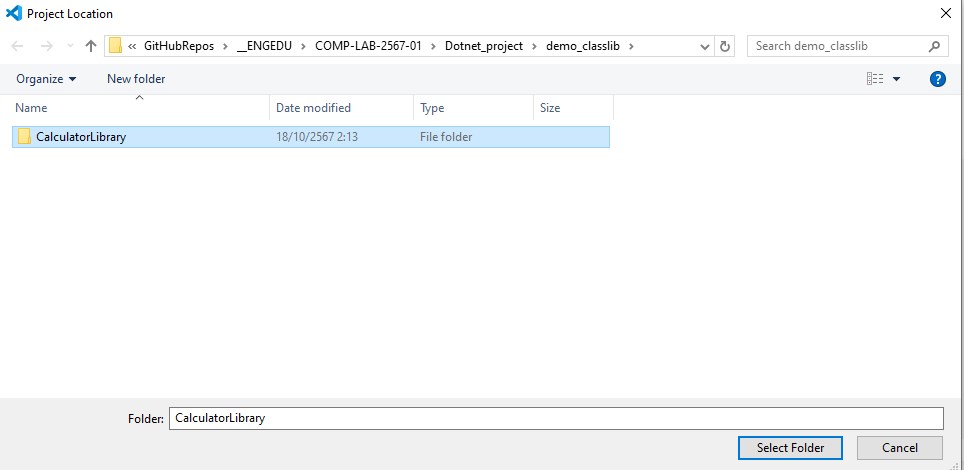 Project Location
« GitHubRepos > __ENGEDU > COMP-LAB-2567-01 > Dotnet_project > demo_classlib >
Search demo_classlib
Organize
New folder
Name Date modified Type Size
CalculatorLibrary 18/10/2567 2:13 File folder
Folder: CalculatorLibrary
Select Folder Cancel